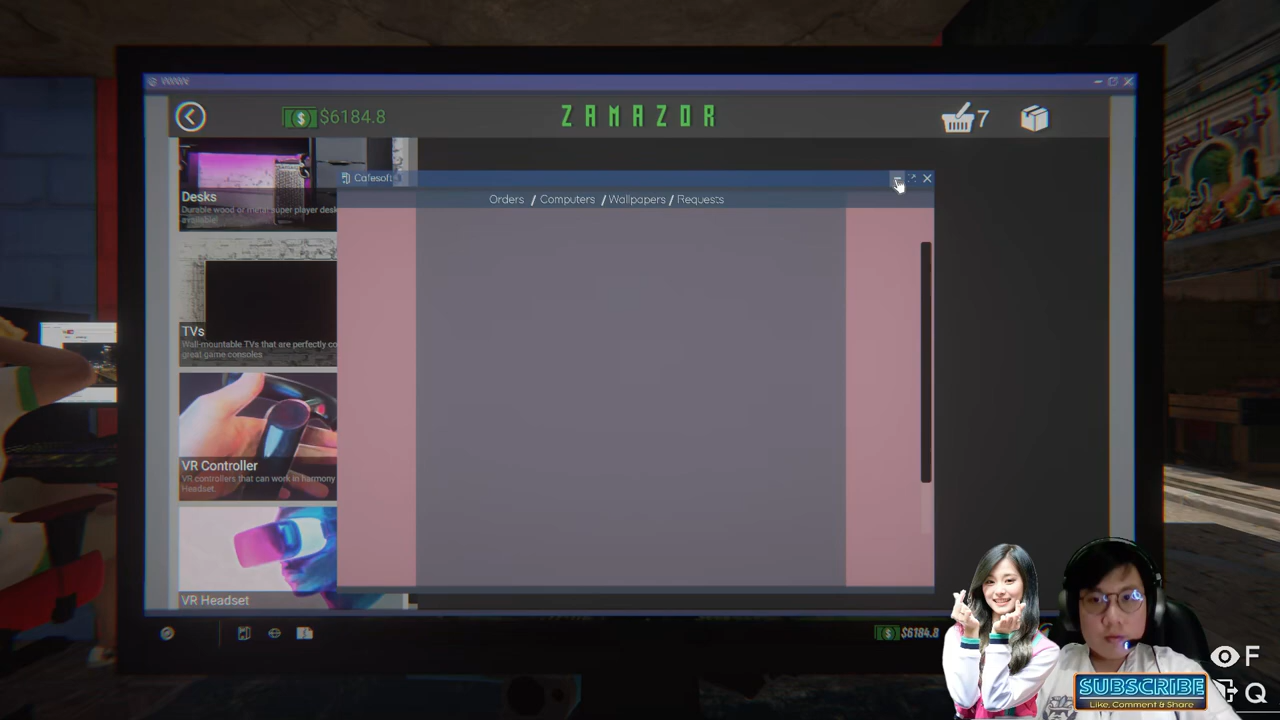 WWW
$6184.8
ZAMAZOR
7
Desks
Durable wood or metal super player desk
available!
Cafesoft
Orders / Computers / Wallpapers / Requests
TVs
Wall-mountable TVs that are perfectly co
great game consoles
VR Controller
VR controllers that can work in harmony
Headset.
VR Headset
$6184.8
F
Q
SUBSCRIBE
Like, Comment & Share